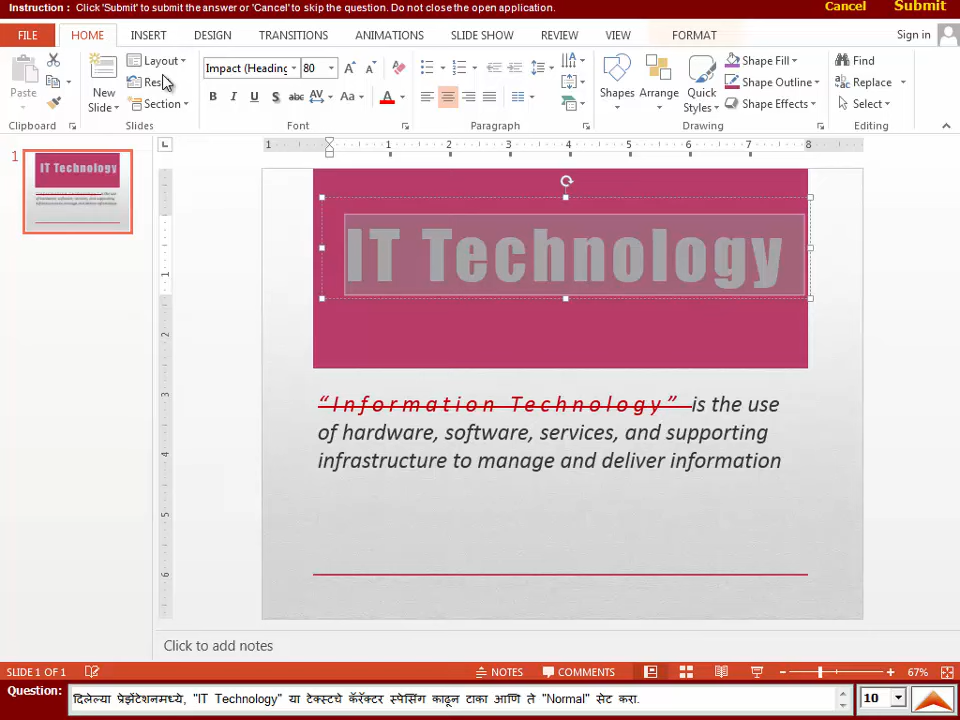 Instruction : Click 'Submit' to submit the answer or 'Cancel' to skip the question. Do not close the open application.
Cancel Submit
FILE HOME INSERT DESIGN TRANSITIONS ANIMATIONS SLIDE SHOW REVIEW VIEW FORMAT Sign in
Layout Impact (Heading 80 Shape Fill Find
Paste New Slide Section Shapes Arrange Quick Styles Shape Outline Replace
Shape Effects Select
Clipboard Slides Font Paragraph Drawing Editing
1
IT Technology
IT Technology
"Information Technology" is the use
of hardware, software, services, and supporting
infrastructure to manage and deliver information
Click to add notes
SLIDE 1 OF 1 NOTES COMMENTS 67%
Question: दिलेल्या प्रेझेंटेशनमध्ये, "IT Technology" या टेक्स्टचे कॅरॅक्टर स्पेसिंग काढून टाका आणि ते "Normal" सेट करा. 10